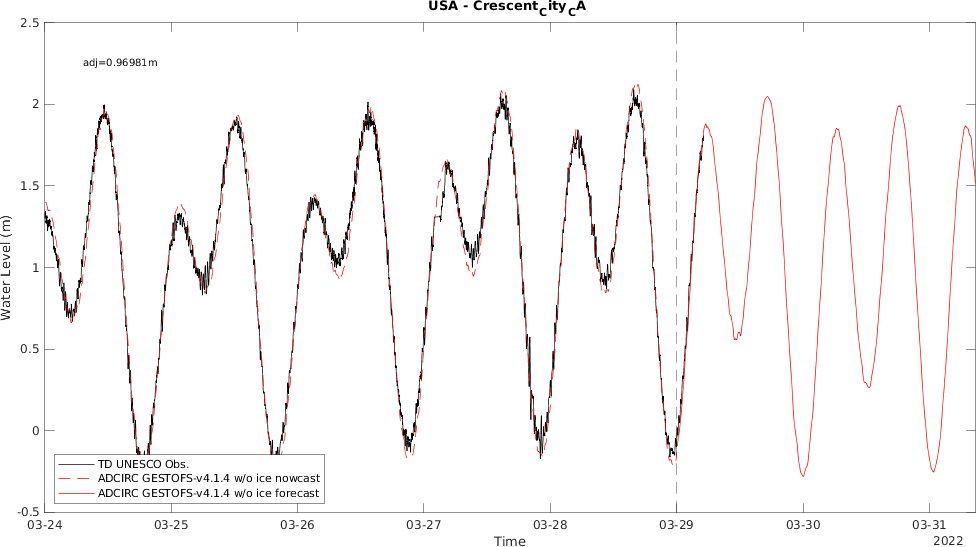 USA - CrescentCityCA
adj=0.96981m
Water Level (m)
2.5
2
1.5
1
0.5
0
-0.5
TD UNESCO Obs.
ADCIRC GESTOFS-v4.1.4 w/o ice nowcast
ADCIRC GESTOFS-v4.1.4 w/o ice forecast
03-24 03-25 03-26 03-27 03-28 03-29 03-30 03-31
Time
2022